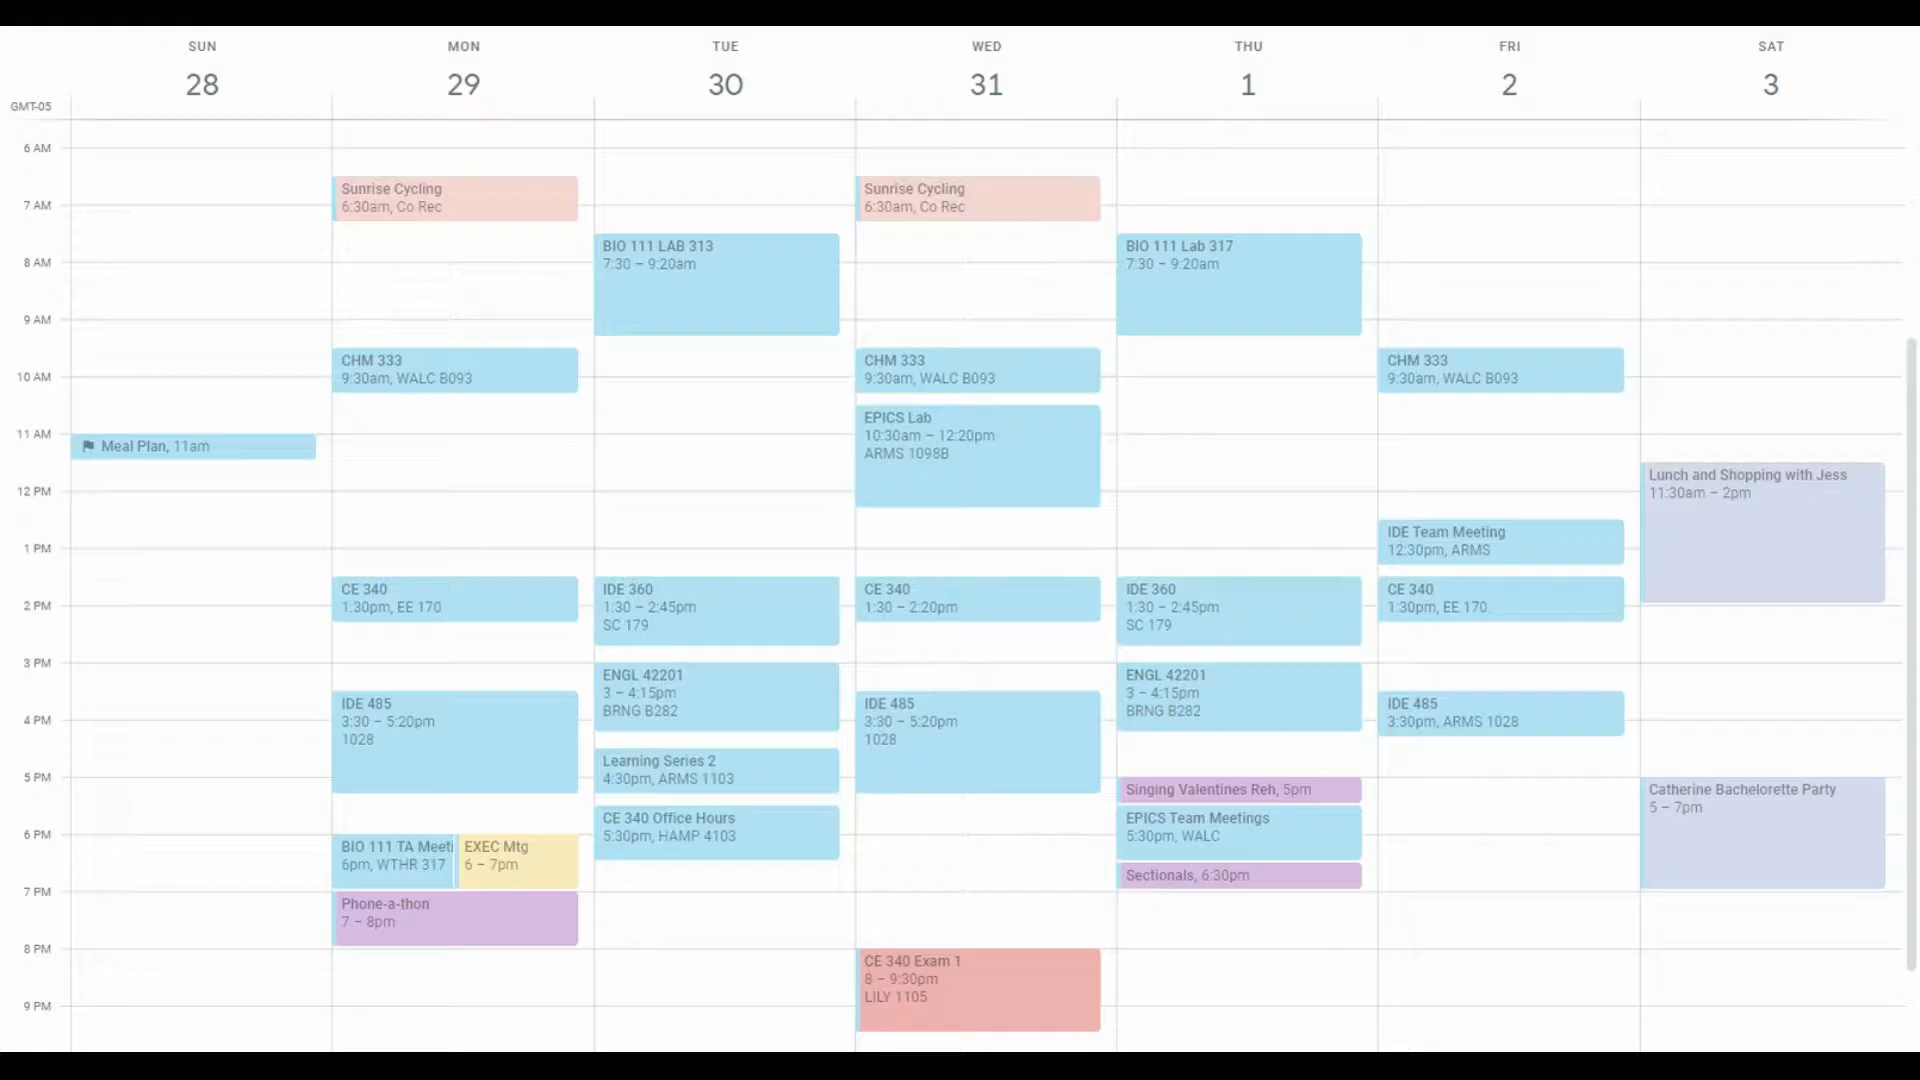 SUN
28
MON
29
TUE
30
WED
31
THU
1
FRI
2
SAT
3
GMT-05
6 AM
7 AM
8 AM
9 AM
10 AM
11 AM
12 PM
1 PM
2 PM
3 PM
4 PM
5 PM
6 PM
7 PM
8 PM
9 PM
Meal Plan, 11am
Sunrise Cycling
6:30am, Co Rec
CHM 333
9:30am, WALC B093
CE 340
1:30pm, EE 170
IDE 485
3:30 – 5:20pm
1028
BIO 111 TA Meeti
6pm, WTHR 317
EXEC Mtg
6 – 7pm
Phone-a-thon
7 – 8pm
BIO 111 LAB 313
7:30 – 9:20am
IDE 360
1:30 – 2:45pm
SC 179
ENGL 42201
3 – 4:15pm
BRNG B282
Learning Series 2
4:30pm, ARMS 1103
CE 340 Office Hours
5:30pm, HAMP 4103
Sunrise Cycling
6:30am, Co Rec
CHM 333
9:30am, WALC B093
EPICS Lab
10:30am – 12:20pm
ARMS 1098B
CE 340
1:30 – 2:20pm
IDE 485
3:30 – 5:20pm
1028
CE 340 Exam 1
8 – 9:30pm
LILY 1105
BIO 111 Lab 317
7:30 – 9:20am
IDE 360
1:30 – 2:45pm
SC 179
ENGL 42201
3 – 4:15pm
BRNG B282
Singing Valentines Reh, 5pm
EPICS Team Meetings
5:30pm, WALC
Sectionals, 6:30pm
CHM 333
9:30am, WALC B093
IDE Team Meeting
12:30pm, ARMS
CE 340
1:30pm, EE 170
IDE 485
3:30pm, ARMS 1028
Lunch and Shopping with Jess
11:30am – 2pm
Catherine Bachelorette Party
5 – 7pm